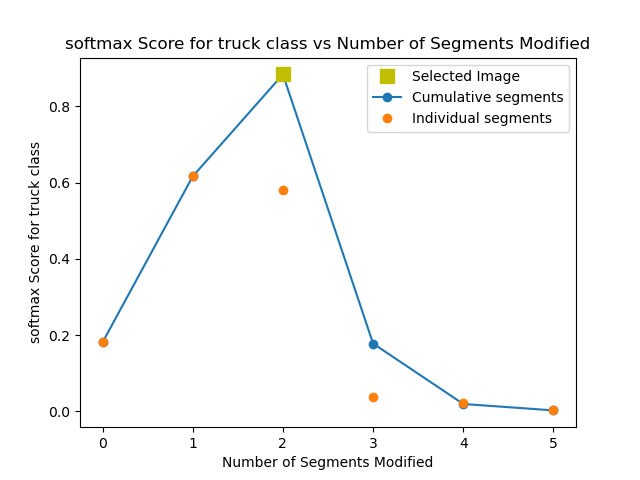 softmax Score for truck class vs Number of Segments Modified
Selected Image
Cumulative segments
Individual segments
softmax Score for truck class
0.8
0.6
0.4
0.2
0.0
0 1 2 3 4 5
Number of Segments Modified